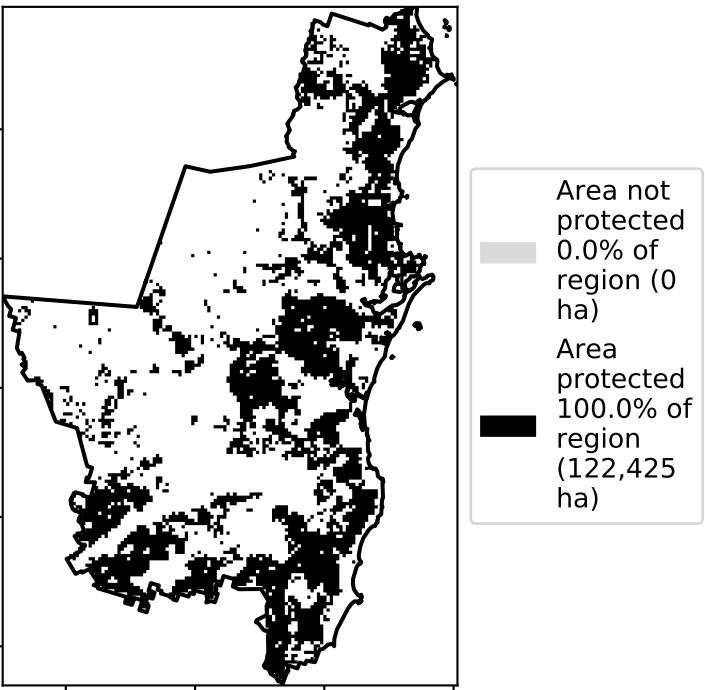 Area not
protected
0.0% of
region (0
ha)
Area
protected
100.0% of
region
(122,425
ha)